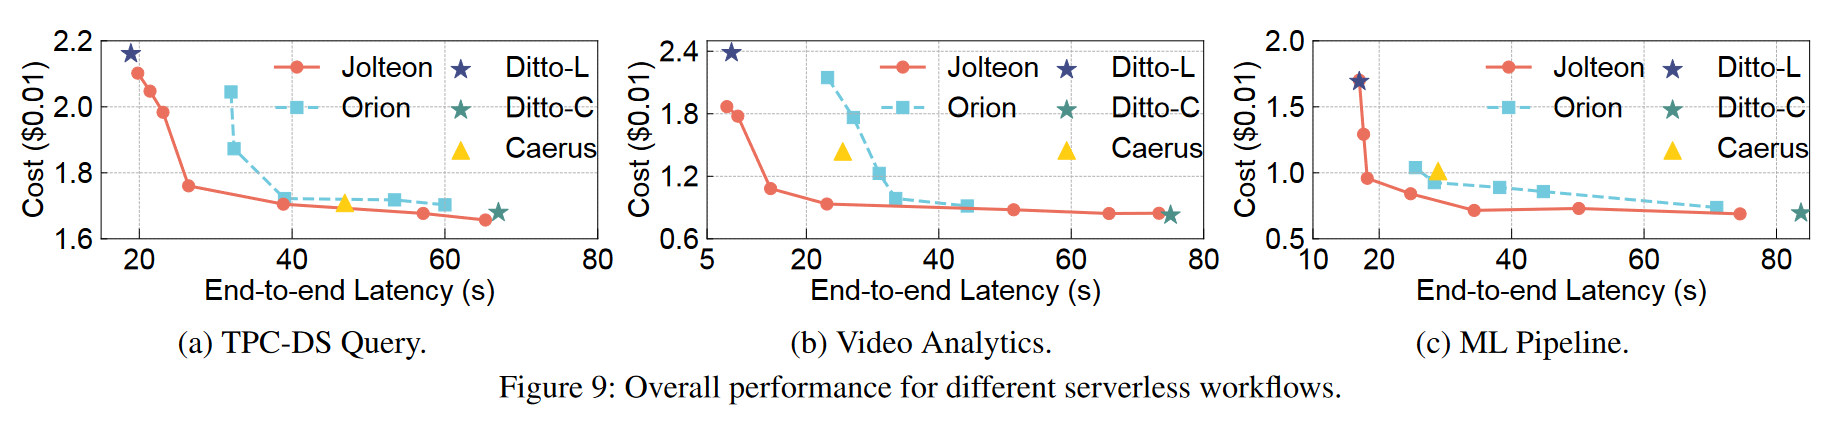 2.2
2.0
1.8
1.6
Cost ($0.01)
20 40 60 80
End-to-end Latency (s)
Jolteon
Orion
Ditto-L
Ditto-C
Caerus
(a) TPC-DS Query.
2.4
1.8
1.2
0.6
Cost ($0.01)
5 20 40 60 80
End-to-end Latency (s)
Jolteon
Orion
Ditto-L
Ditto-C
Caerus
(b) Video Analytics.
2.0
1.5
1.0
0.5
Cost ($0.01)
10 20 40 60 80
End-to-end Latency (s)
Jolteon
Orion
Ditto-L
Ditto-C
Caerus
(c) ML Pipeline.
Figure 9: Overall performance for different serverless workflows.